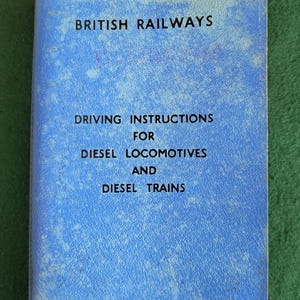 BRITISH RAILWAYS
DRIVING INSTRUCTIONS
FOR
DIESEL LOCOMOTIVES
AND
DIESEL TRAINS